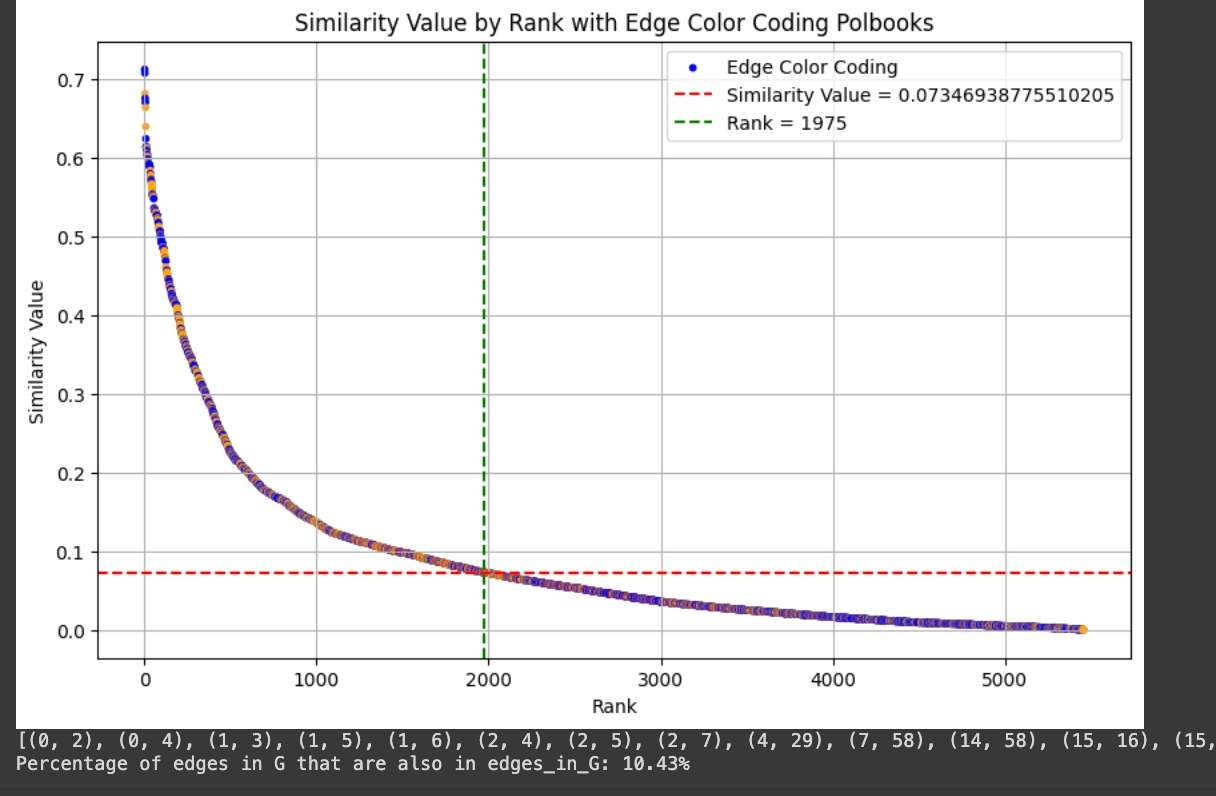 Similarity Value by Rank with Edge Color Coding Polbooks
Edge Color Coding
Similarity Value = 0.07346938775510205
Rank = 1975
0.7
0.6
0.5
0.4
0.3
0.2
0.1
0.0
Similarity Value
0 1000 2000 3000 4000 5000
Rank
[(0, 2), (0, 4), (1, 3), (1, 5), (1, 6), (2, 4), (2, 5), (2, 7), (4, 29), (7, 58), (14, 58), (15, 16), (15,
Percentage of edges in G that are also in edges_in_G: 10.43%